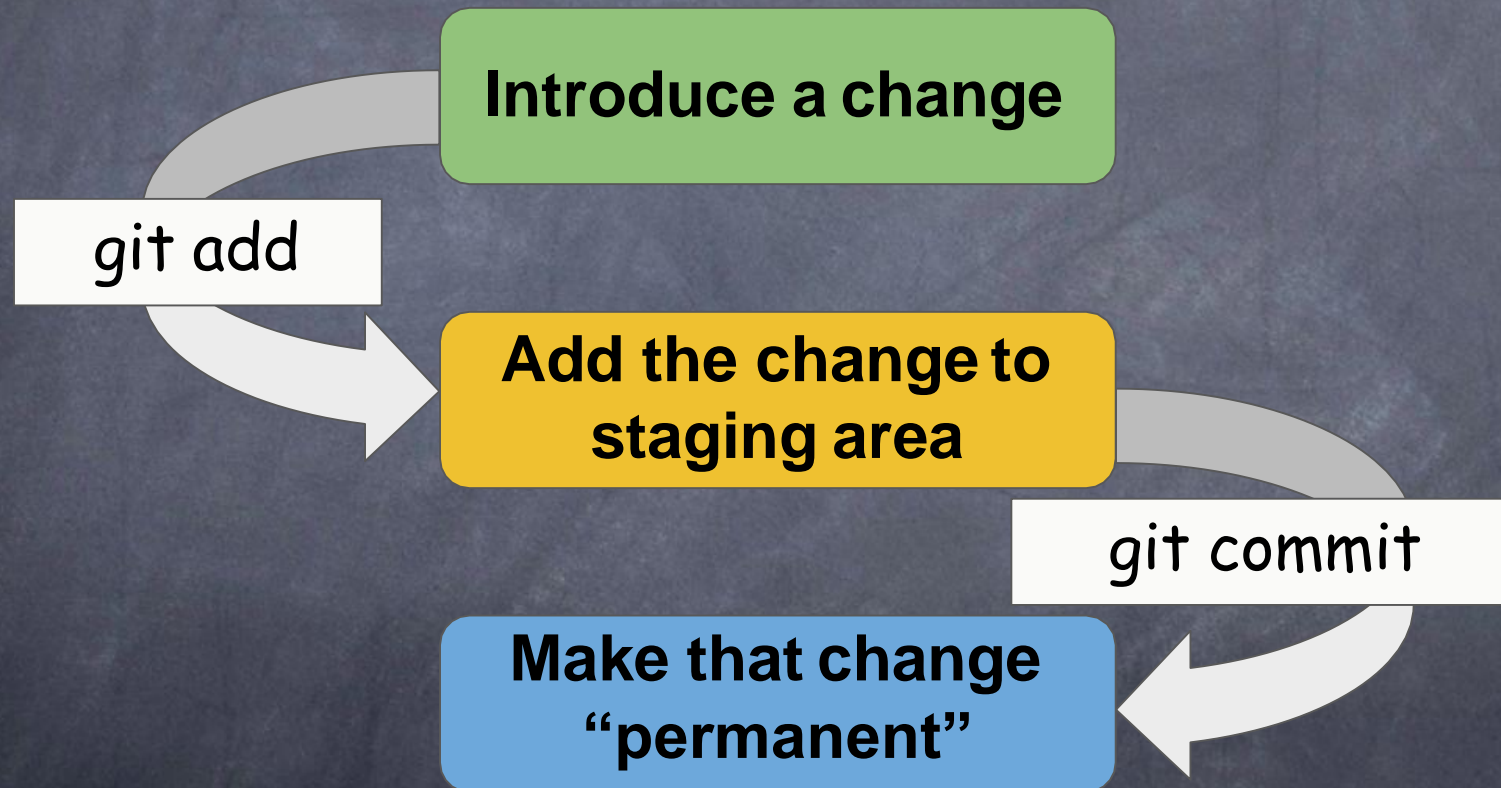 Introduce a change
git add
Add the change to
staging area
git commit
Make that change
“permanent”